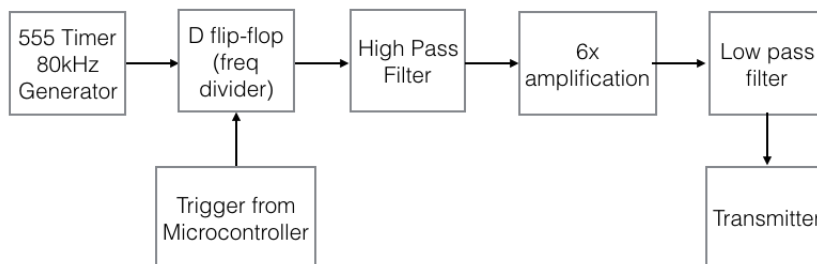 555 Timer
80kHz
Generator
D flip-flop
(freq
divider)
High Pass
Filter
6x
amplification
Low pass
filter
Trigger from
Microcontroller
Transmitter